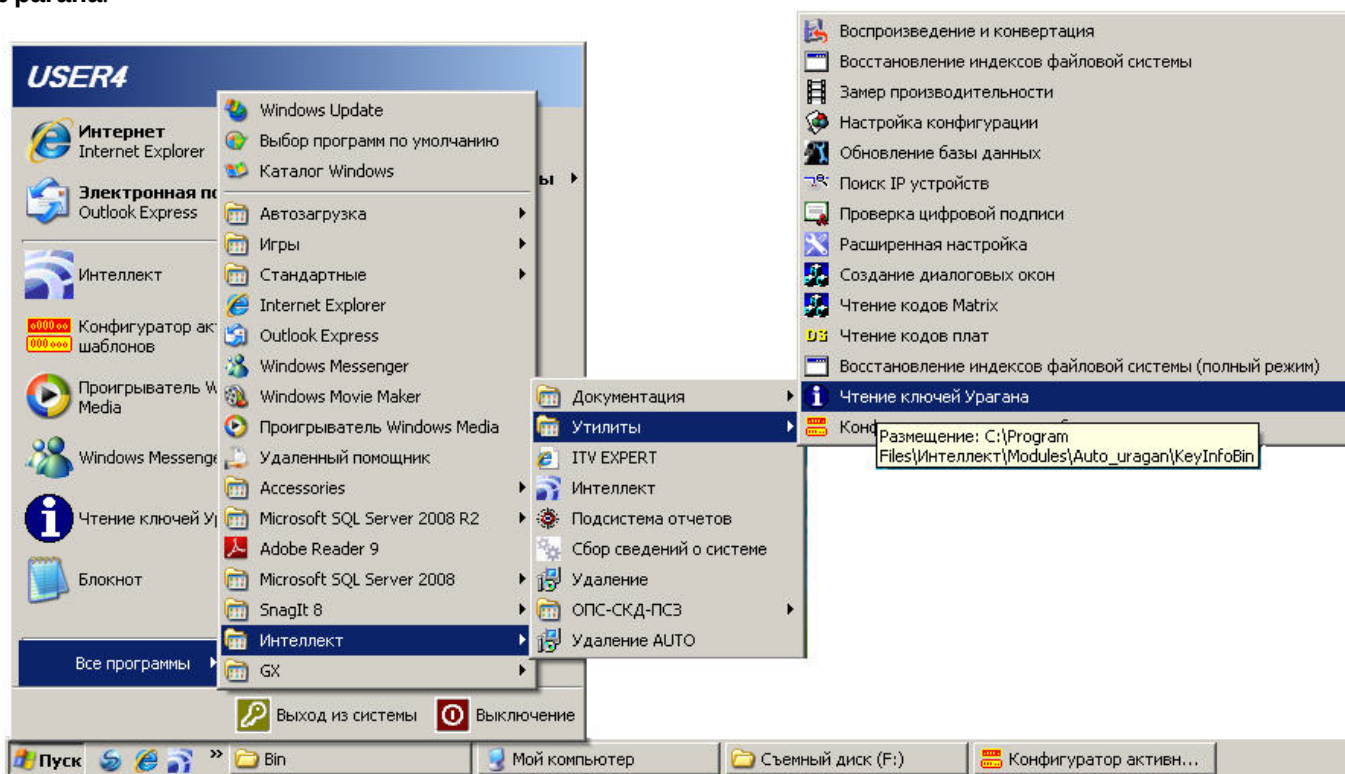 USER4
Интернет
Internet Explorer
Электронная по
Outlook Express
Интеллект
Конфигуратор ак
шаблонов
Проигрыватель W
Media
Windows Messenge
Чтение ключей У
Блокнот
Все программы
ы
Windows Update
Выбор программ по умолчанию
Каталог Windows
Автозагрузка
Игры
Стандартные
Internet Explorer
Outlook Express
Windows Messenger
Windows Movie Maker
Проигрыватель Windows Media
Удаленный помощник
Accessories
Microsoft SQL Server 2008 R2
Adobe Reader 9
Microsoft SQL Server 2008
SnagIt 8
Интеллект
GX
Документация
Утилиты
ITV EXPERT
Интеллект
Подсистема отчетов
Сбор сведений о системе
Удаление
ОПС-СКД-ПСЗ
Удаление AUTO
Воспроизведение и конвертация
Восстановление индексов файловой системы
Замер производительности
Настройка конфигурации
Обновление базы данных
Поиск IP устройств
Проверка цифровой подписи
Расширенная настройка
Создание диалоговых окон
Чтение кодов Matrix
Чтение кодов плат
Восстановление индексов файловой системы (полный режим)
Чтение ключей Урагана
Кон
Размещение: C:\Program
Files\Интеллект\Modules\Auto_uragan\KeyInfoBin
Выход из системы
Выключение
Пуск
»
Bin
Мой компьютер
Съемный диск (F:)
Конфигуратор активн...